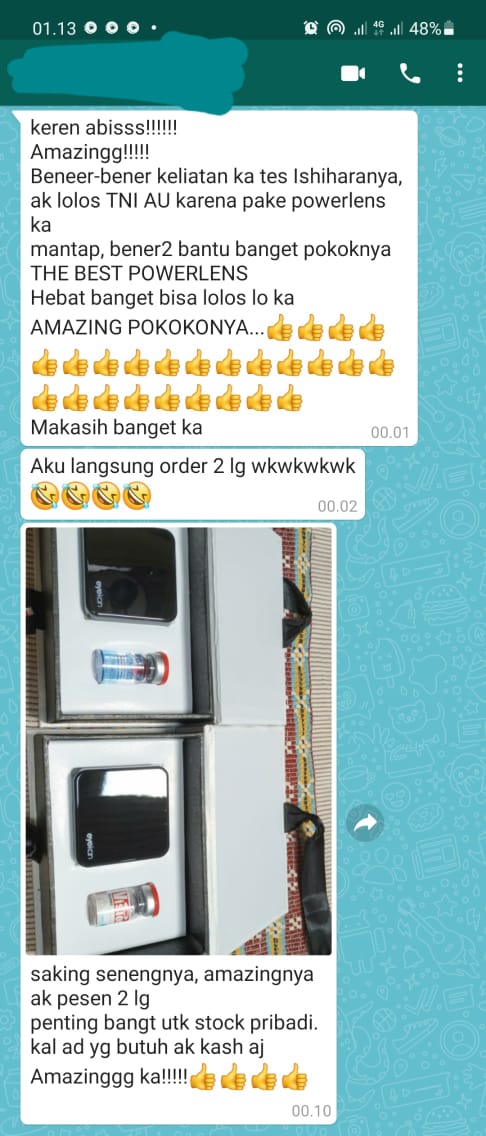 01.13
4G
48%
keren abisss!!!!!!
Amazingg!!!!!
Beneer-bener keliatan ka tes Ishiharanya,
ak lolos TNI AU karena pake powerlens
ka
mantap, bener2 bantu banget pokoknya
THE BEST POWERLENS
Hebat banget bisa lolos lo ka
AMAZING POKOKONYA...👍👍👍👍
👍👍👍👍👍👍👍👍👍👍👍👍
👍👍👍👍👍👍👍👍👍
Makasih banget ka
00.01
Aku langsung order 2 lg wkwkwkwk
🤣🤣🤣🤣
00.02
eyekan
eyekan
saking senengnya, amazingnya
ak pesen 2 lg
penting bangt utk stock pribadi.
kal ad yg butuh ak kash aj
Amazinggg ka!!!!!👍👍👍👍
00.10